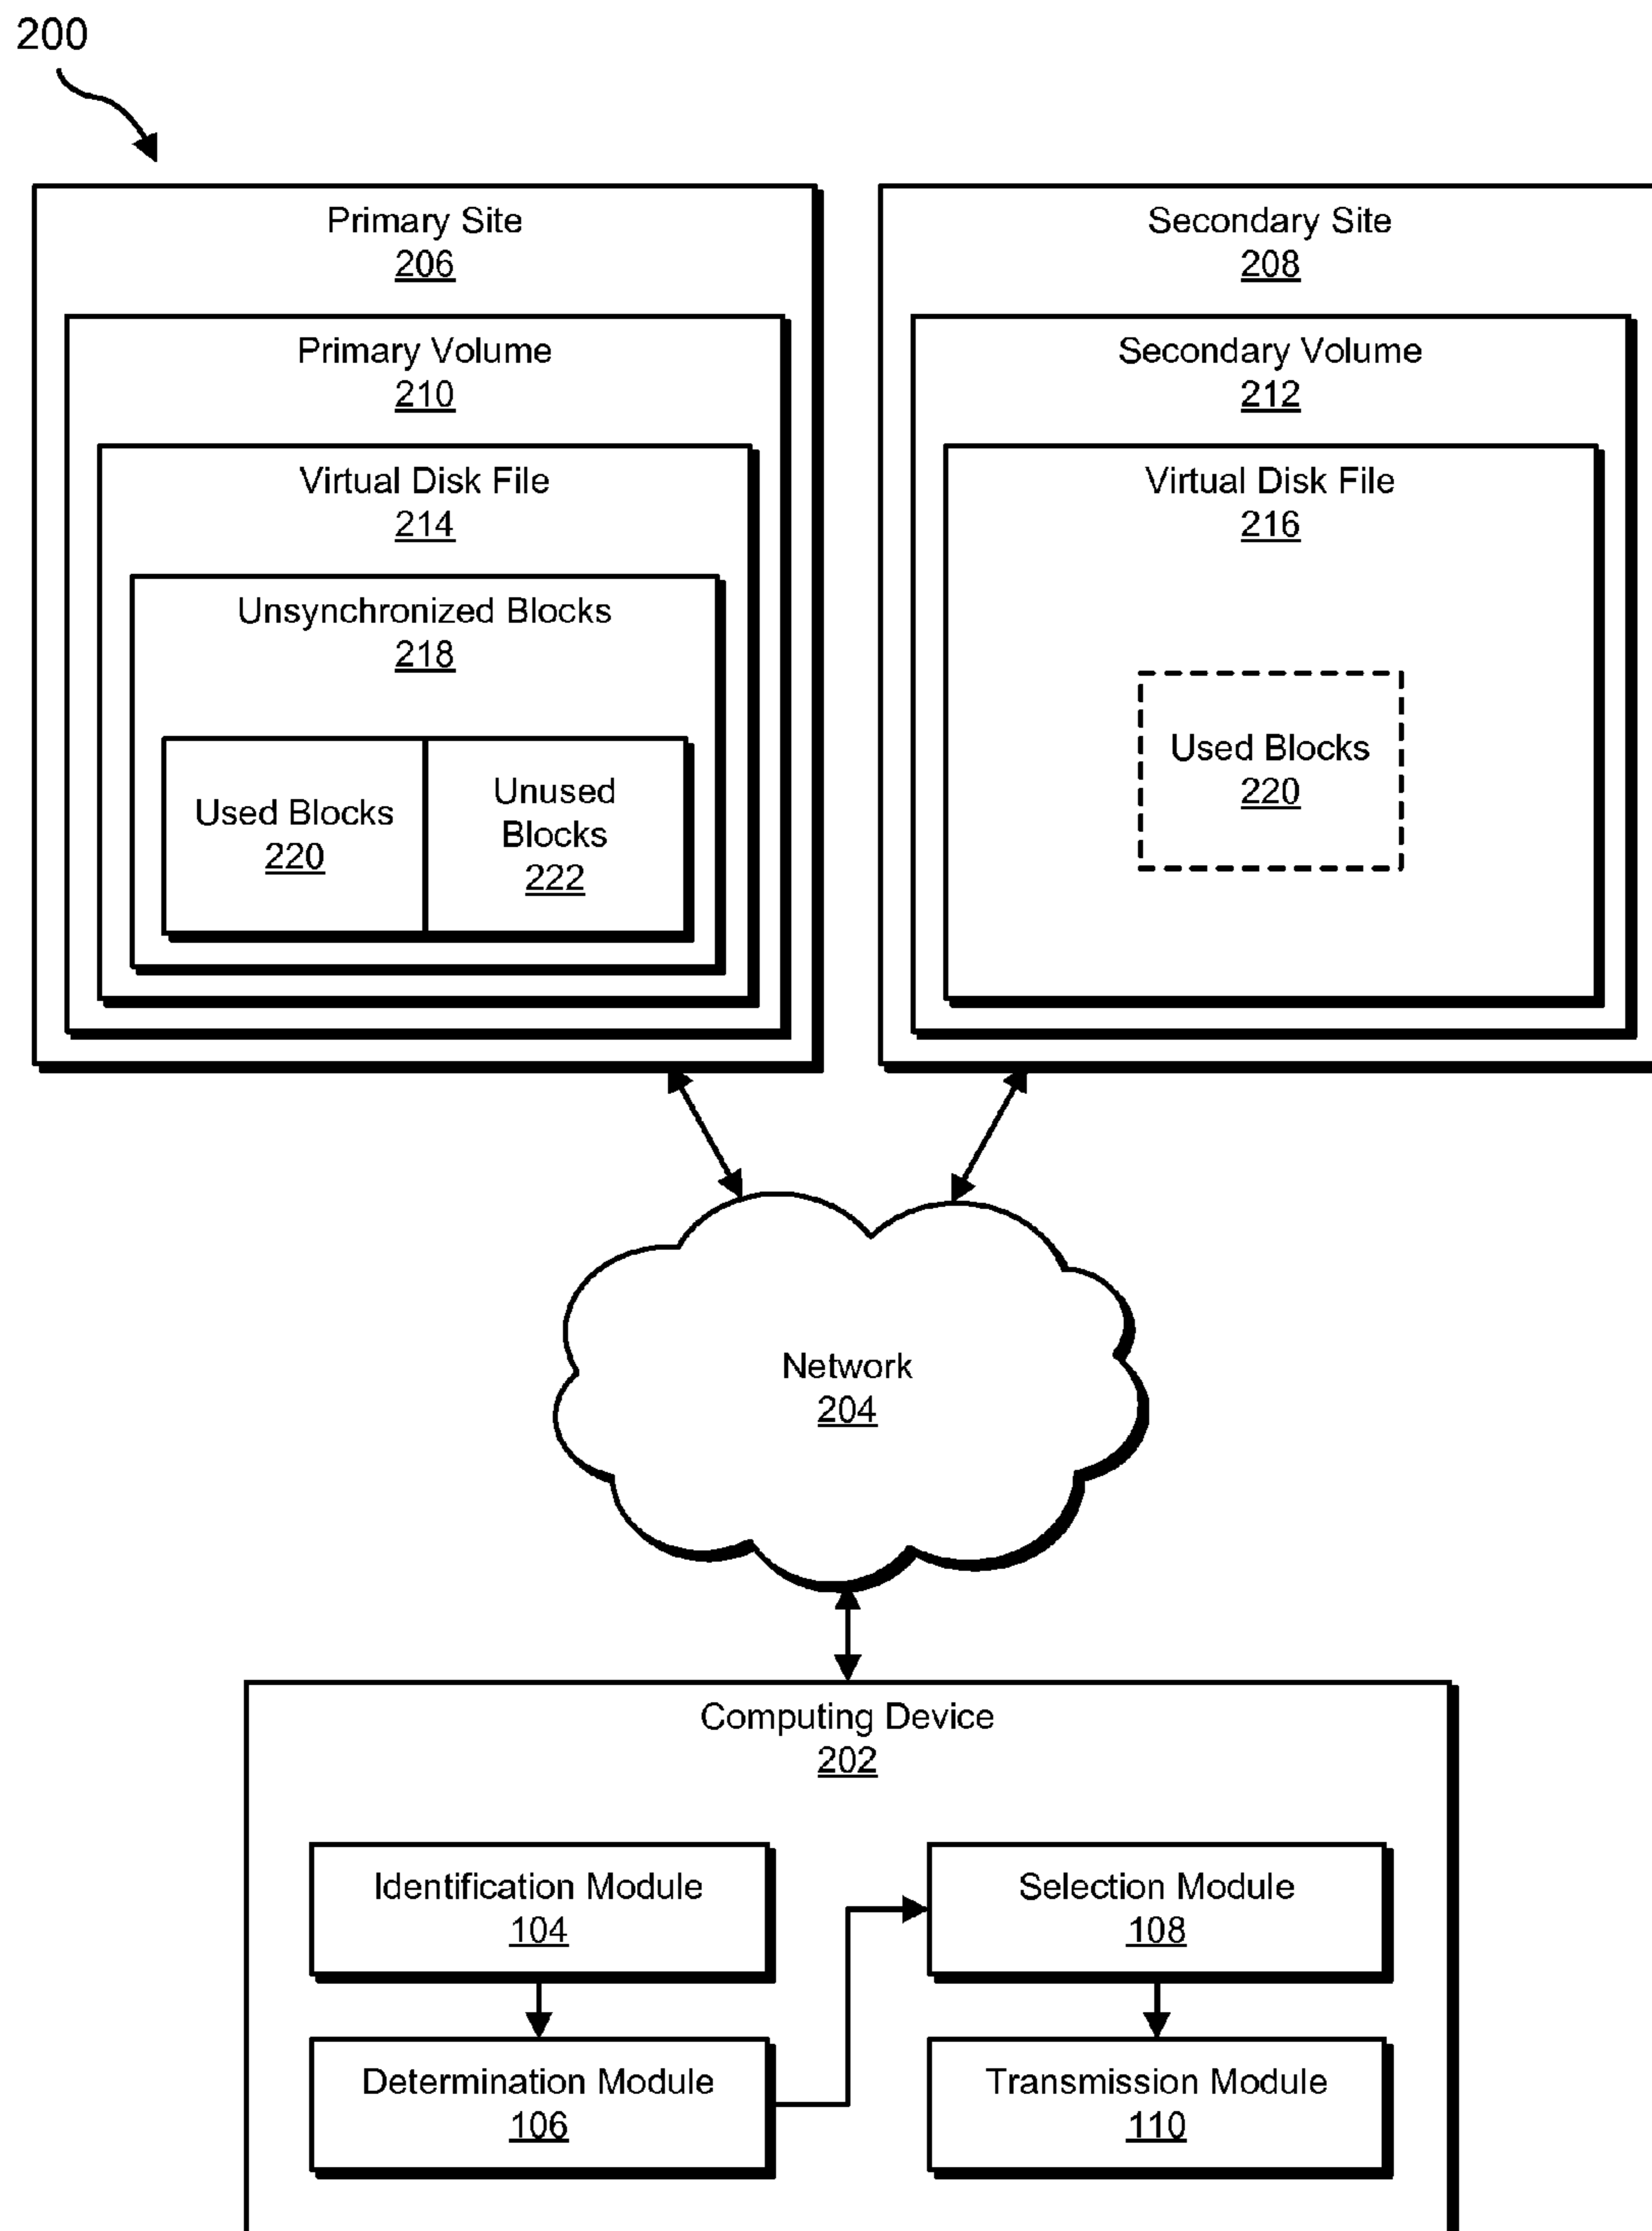 200
Primary Site
206
Primary Volume
210
Virtual Disk File
214
Unsynchronized Blocks
218
Used Blocks
220
Unused
Blocks
222
Secondary Site
208
Secondary Volume
212
Virtual Disk File
216
Used Blocks
220
Network
204
Computing Device
202
Identification Module
104
Determination Module
106
Selection Module
108
Transmission Module
110